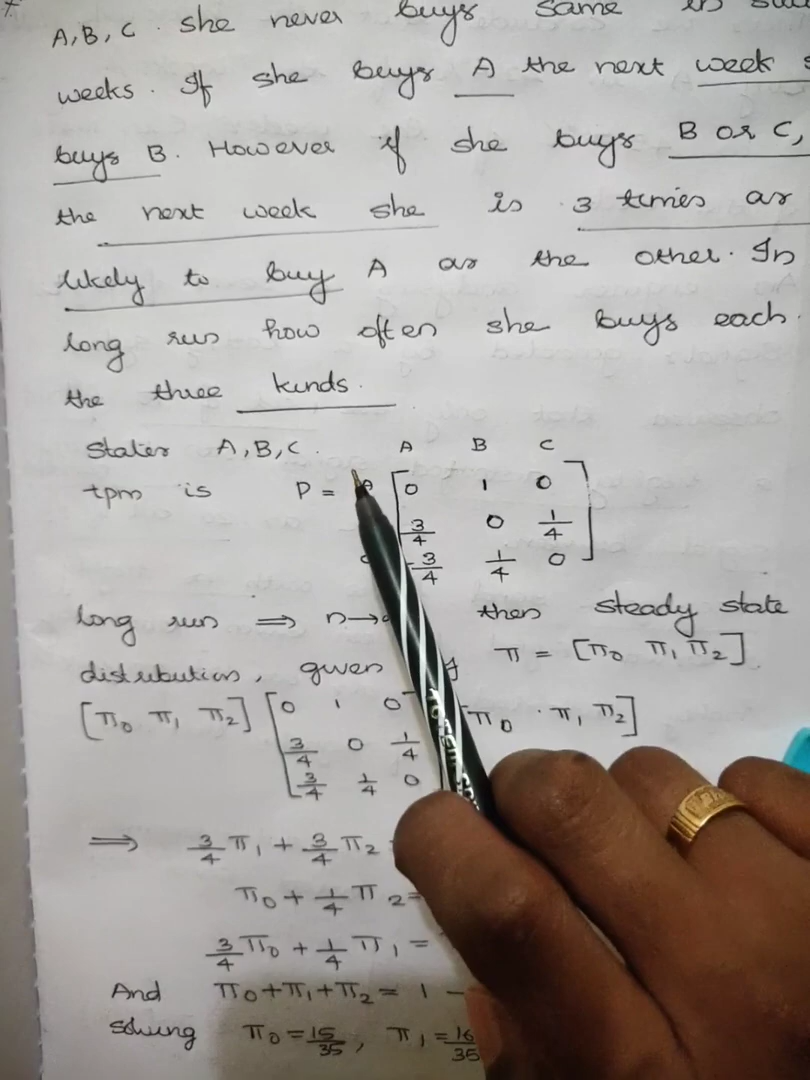 A, B, C. she never buys same in
weeks. If she buys A the next week
buys B. However if she buys B or C,
the next week she is 3 times as
likely to buy A as the other. In
long run how often she buys each.
the three kinds.
States A, B, C. A B C
tpm is P = [0 1 0
3/4 0 1/4
3/4 1/4 0]
long run ⟹ n→ then steady state
distribution, given π = [π₀ π₁ π₂]
[π₀ π₁ π₂] [0 1 0 [π₀ · π₁ π₂]
3/4 0 1/4
3/4 1/4 0
⟹ 3/4 π₁ + 3/4 π₂
π₀ + 1/4 π₂ =
3/4 π₀ + 1/4 π₁ =
And π₀ + π₁ + π₂ = 1 -
Solving π₀ = 15/35, π₁ = 16/35